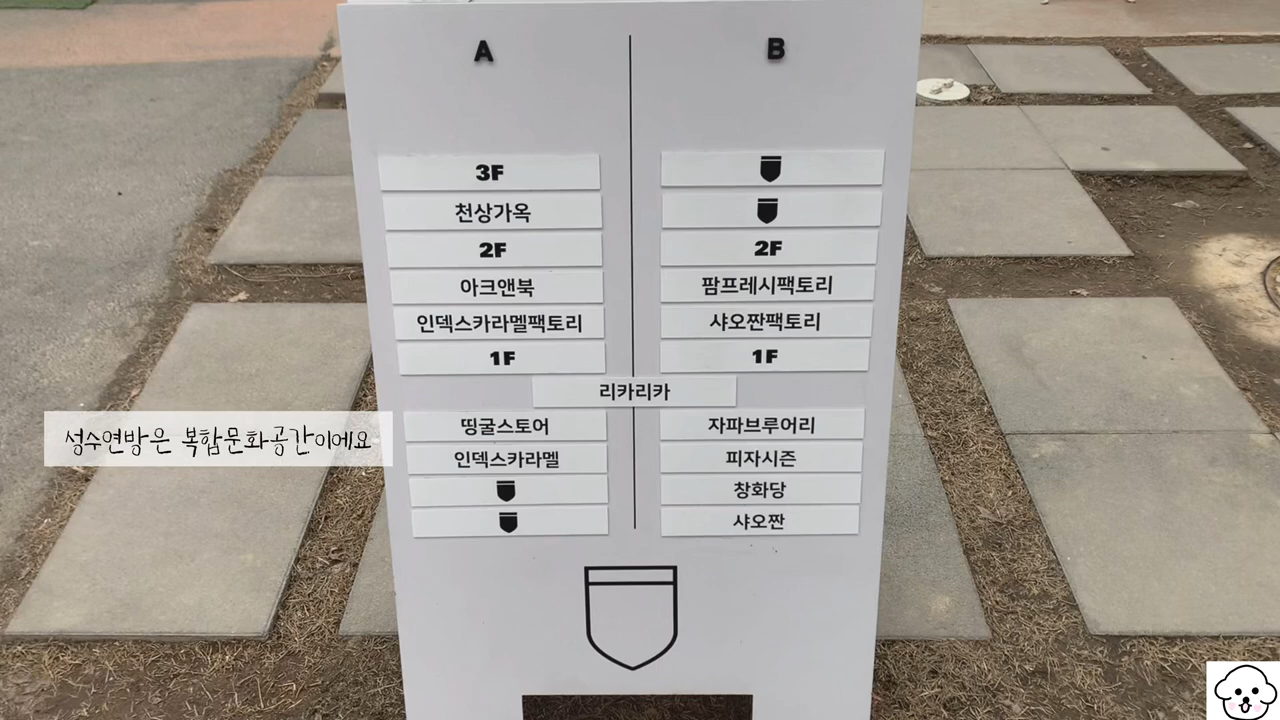 A
3F
천상가옥
2F
아크앤북
인덱스카라멜팩토리
1F
B
2F
팜프레시팩토리
샤오짠팩토리
1F
리카리카
띵굴스토어
인덱스카라멜
자파브루어리
피자시즌
창화당
샤오짠
성수연방은 복합문화공간이에요